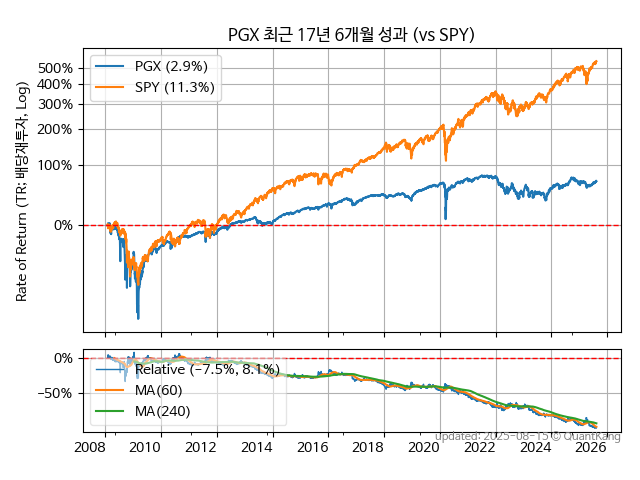 PGX 최근 17년 6개월 성과 (vs SPY)
Rate of Return (TR: 배당재투자, Log)
PGX (2.9%)
SPY (11.3%)
500%
400%
300%
200%
100%
0%
0%
−50%
Relative (−7.5%, 8.1%)
MA(60)
MA(240)
2008 2010 2012 2014 2016 2018 2020 2022 2024 2026
updated: 2025-08-15 © QuantKang